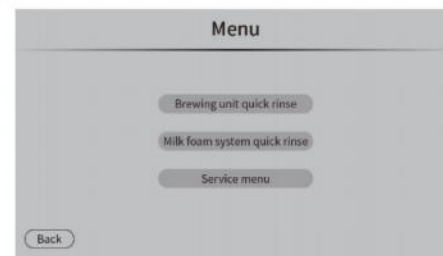 Menu
Brewing unit quick rinse
Milk foam system quick rinse
Service menu
Back